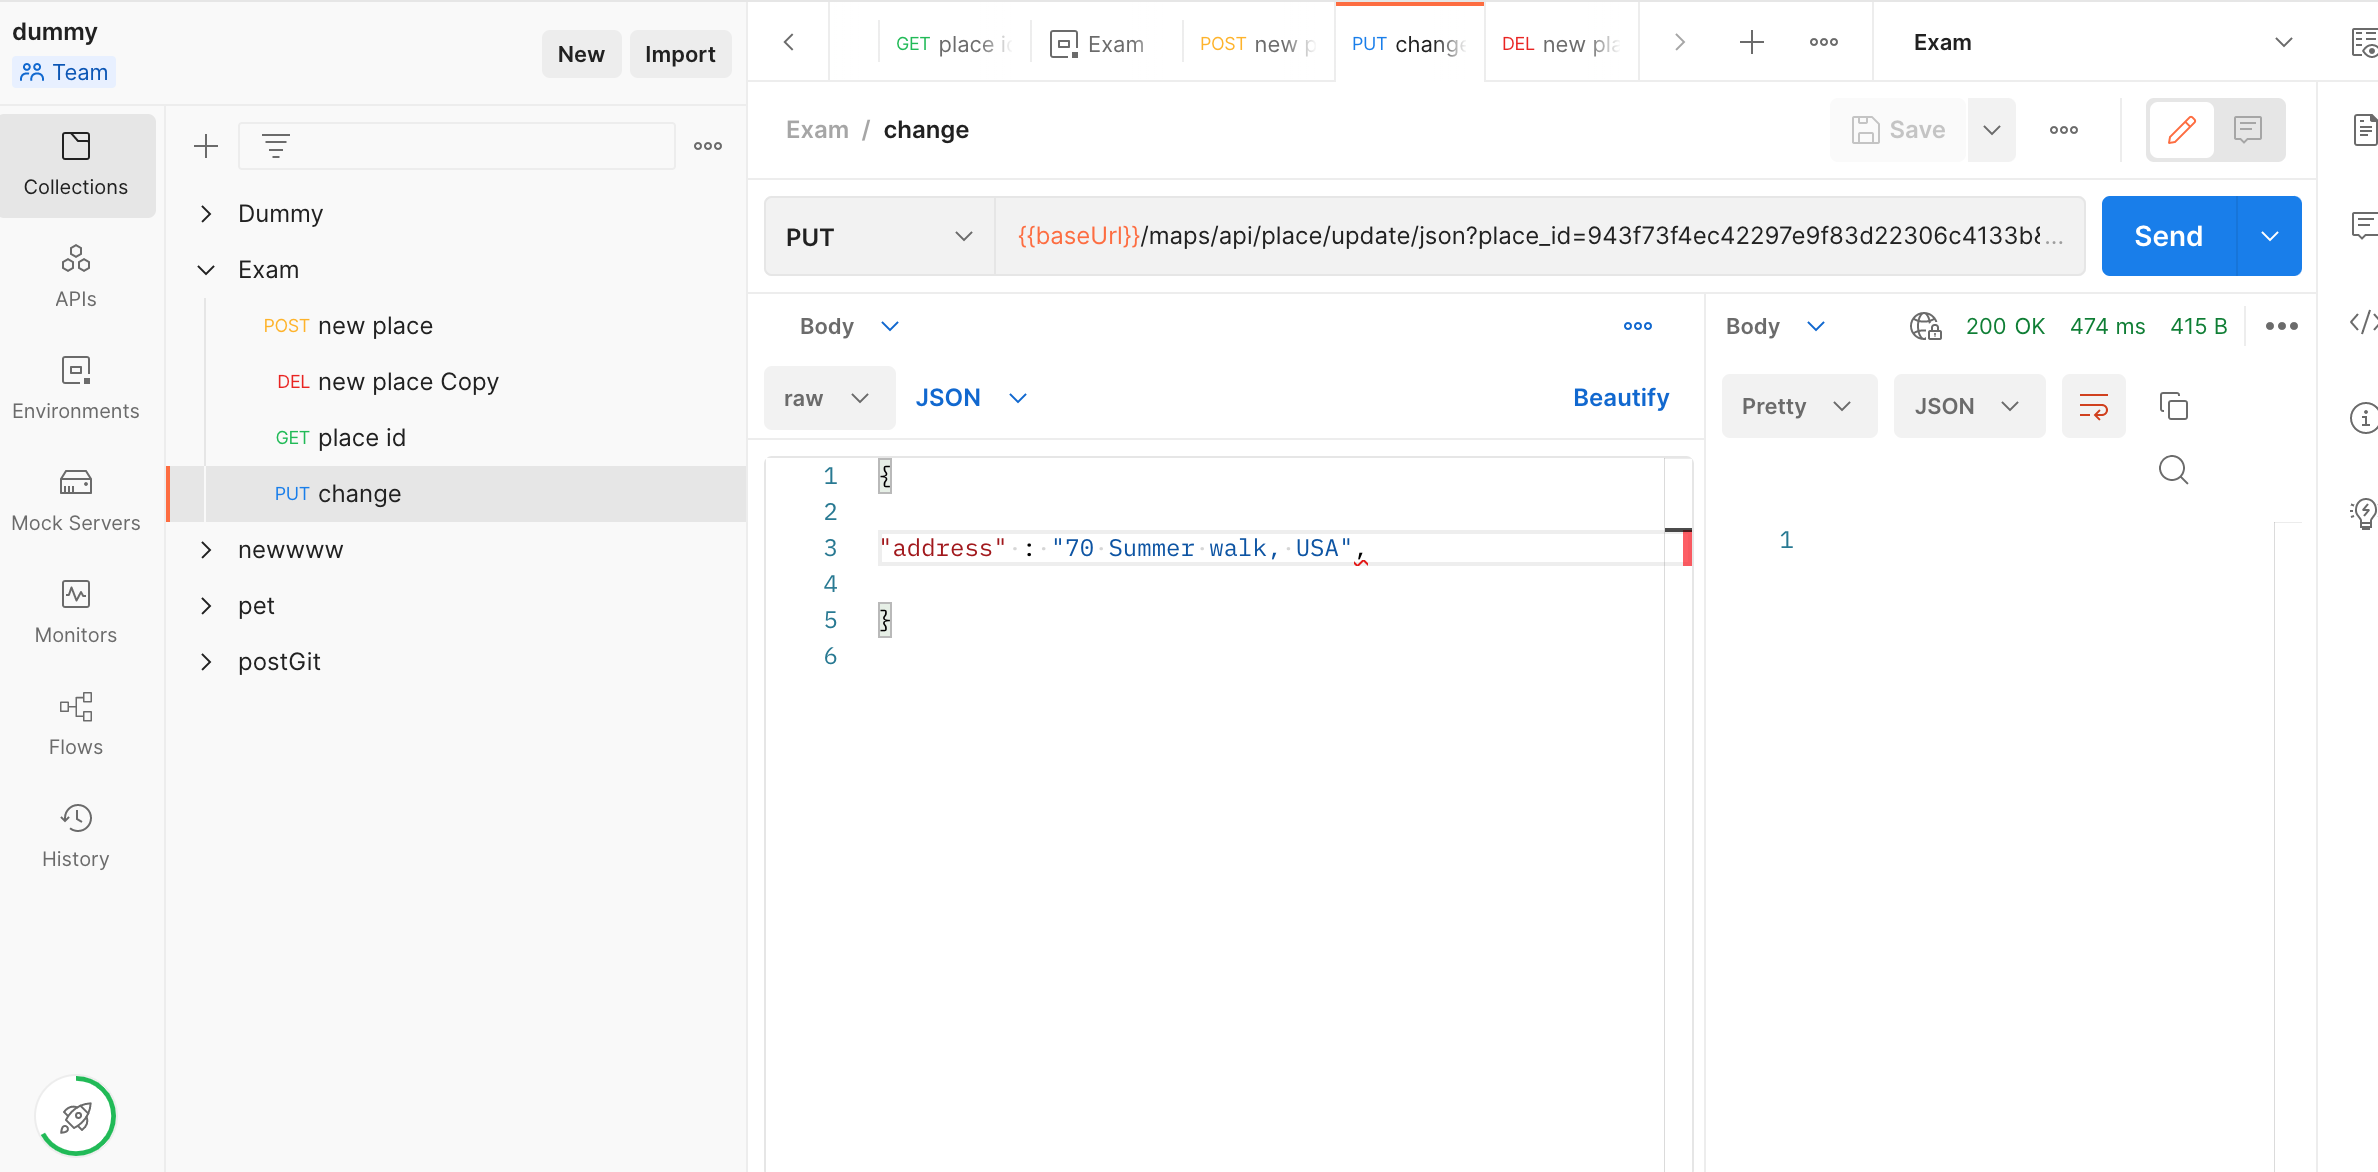 dummy
Team
New
Import
GET place i
Exam
POST new p
PUT chang
DEL new pla
Exam
Collections
APIs
Environments
Mock Servers
Monitors
Flows
History
Dummy
Exam
POST new place
DEL new place Copy
GET place id
PUT change
newwww
pet
postGit
Exam / change
Save
PUT
{{baseUrl}}/maps/api/place/update/json?place_id=943f73f4ec42297e9f83d22306c4133b8...
Send
Body
raw
JSON
Beautify
1 {
2
3 "address" : "70 Summer walk, USA",
4
5 }
6
Body
200 OK 474 ms 415 B
Pretty
JSON
1